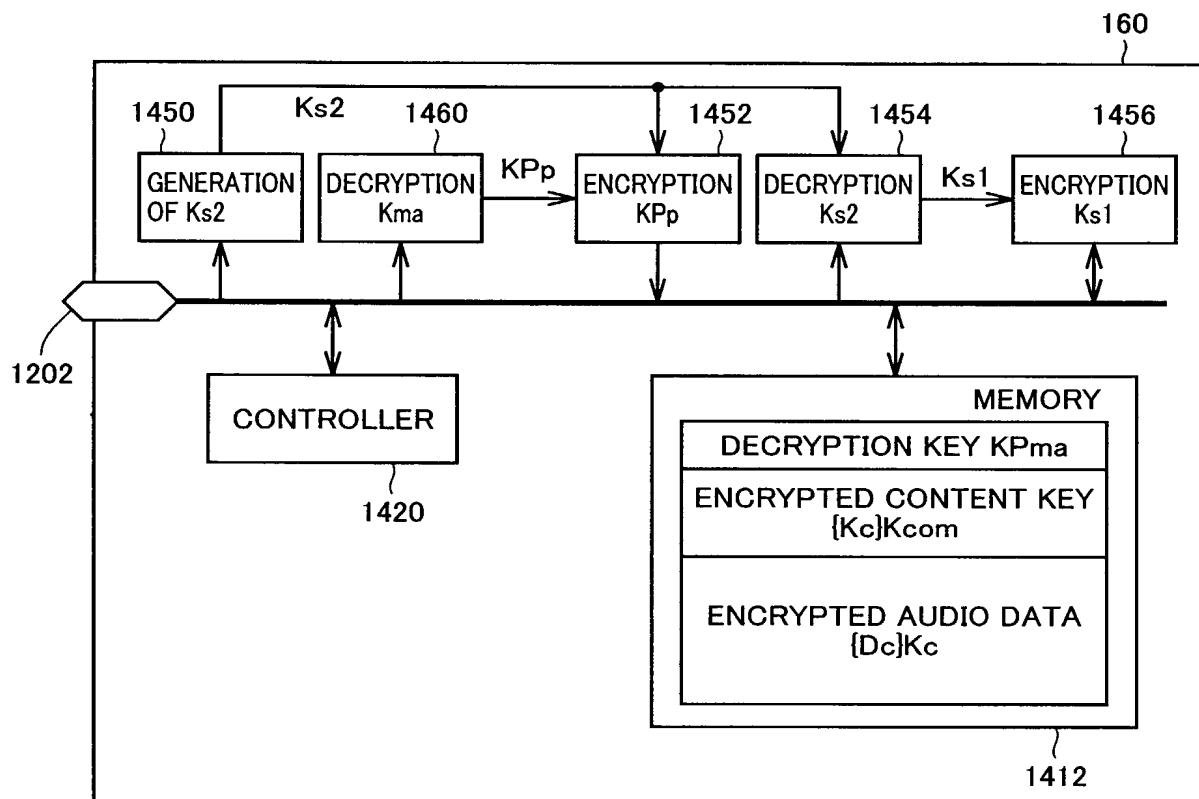 160
Ks2
1450
1460
1452
1454
1456
GENERATION
OF Ks2
DECRYPTION
Kma
KPp
ENCRYPTION
KPp
DECRYPTION
Ks2
Ks1
ENCRYPTION
Ks1
1202
CONTROLLER
1420
MEMORY
DECRYPTION KEY KPma
ENCRYPTED CONTENT KEY
{Kc}Kcom
ENCRYPTED AUDIO DATA
{Dc}Kc
1412